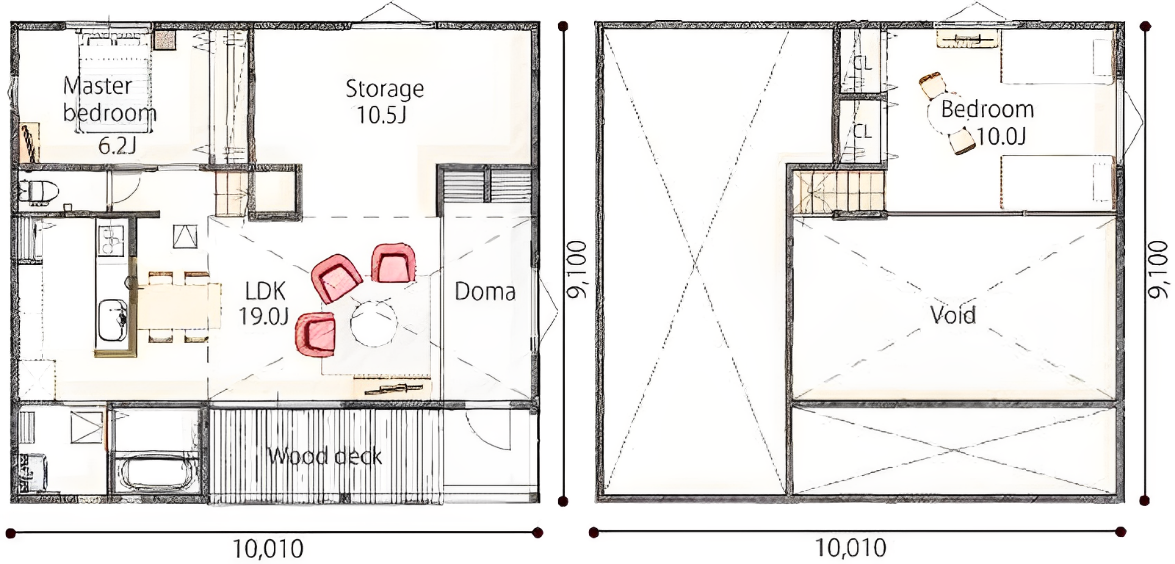 Master
bedroom
6.2J
Storage
10.5J
LDK
19.0J
Doma
Wood deck
9,100
10,010
CL
CL
Bedroom
10.0J
Void
9,100
10,010